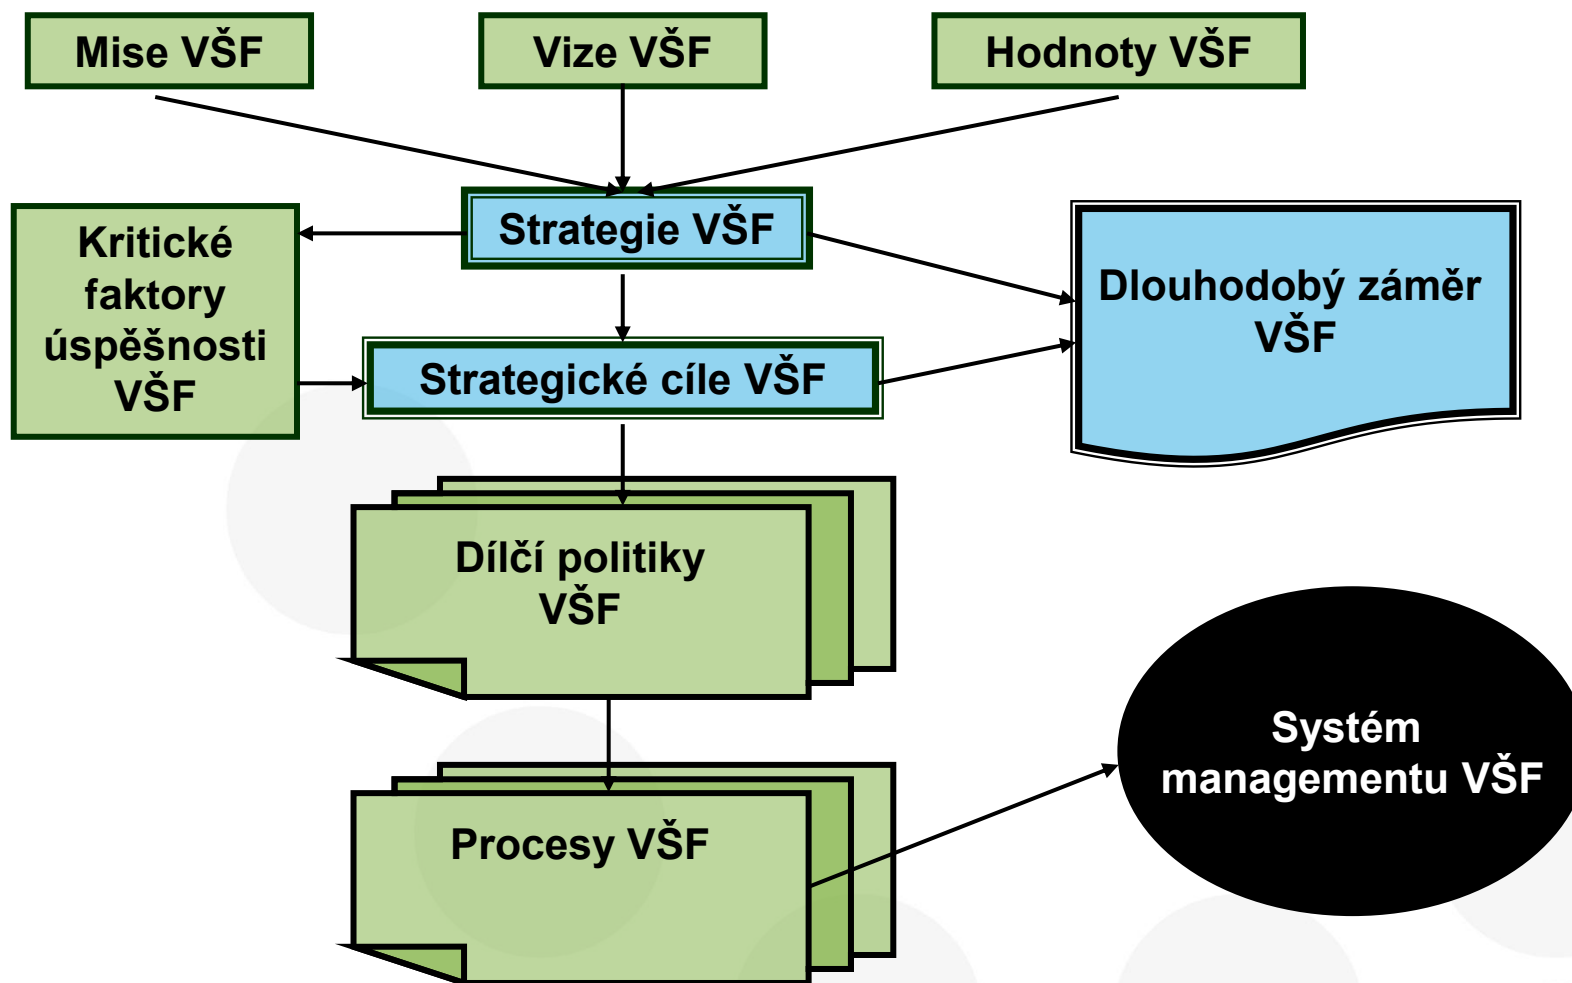 Mise VŠF
Vize VŠF
Hodnoty VŠF
Strategie VŠF
Kritické
faktory
úspěšnosti
VŠF
Dlouhodobý záměr
VŠF
Strategické cíle VŠF
Dílčí politiky
VŠF
Systém
managementu VŠF
Procesy VŠF